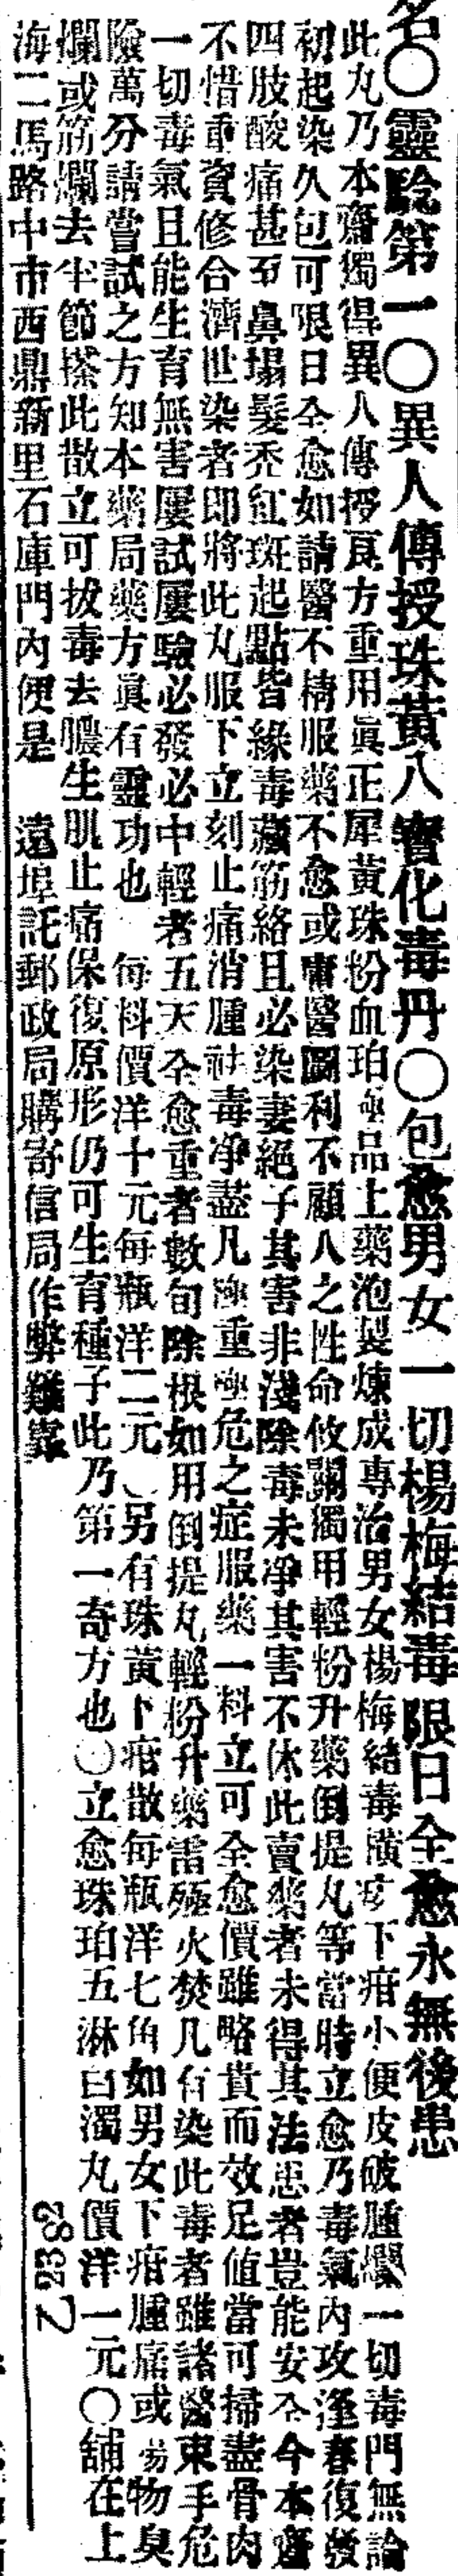 名〇靈驗第一〇異人傳授珠黃八寳化毒丹〇包愈男女一切楊梅結毒限日全愈永無後患
此丸乃本齋獨得異人傳授良方重用眞正犀黃珠粉血珀極品上藥泡製煉成專治男女楊梅結毒橫痃下疳小便皮破腫爛一切毒門無論
初起染久包可限日全愈如請醫不精服藥不愈或庸醫圖利不顧人之性命攸關獨用輕粉升藥倒提丸等當時立愈乃毒氣內攻逢春復發
四肢酸痛甚至鼻塌髮禿紅斑起點皆緣毒藏筋絡且必染妻絕子其害非淺除毒未凈其害不休此賣藥者未得其法患者豈能安全今本齋
不惜重資修合濟世染者即將此丸服下立刻止痛消腫祛毒净盡凡極重極危之症服藥一料立可全愈價雖略貴而效足值當可掃盡骨肉
一切毒氣且能生育無害屢試屢驗必發必中輕者五天全愈重者數旬除根如用倒提丸輕粉升藥雷殛火焚凡有染此毒者雖諸醫束手危
險萬分請嘗試之方知本藥局藥方眞有靈功也　每料價洋十元每瓶洋二元　另有珠黃下疳散每瓶洋七角如男女下疳腫痛或物臭
爛或筋爛去半節搽此散立可拔毒去膿生肌止痛保復原形仍可生育種子此乃第一奇方也〇立愈珠珀五淋白濁丸價洋一元〇舖在上
海二馬路中市西鼎新里石庫門內便是　遠埠託郵政局購寄信局作弊難靠
2382
7